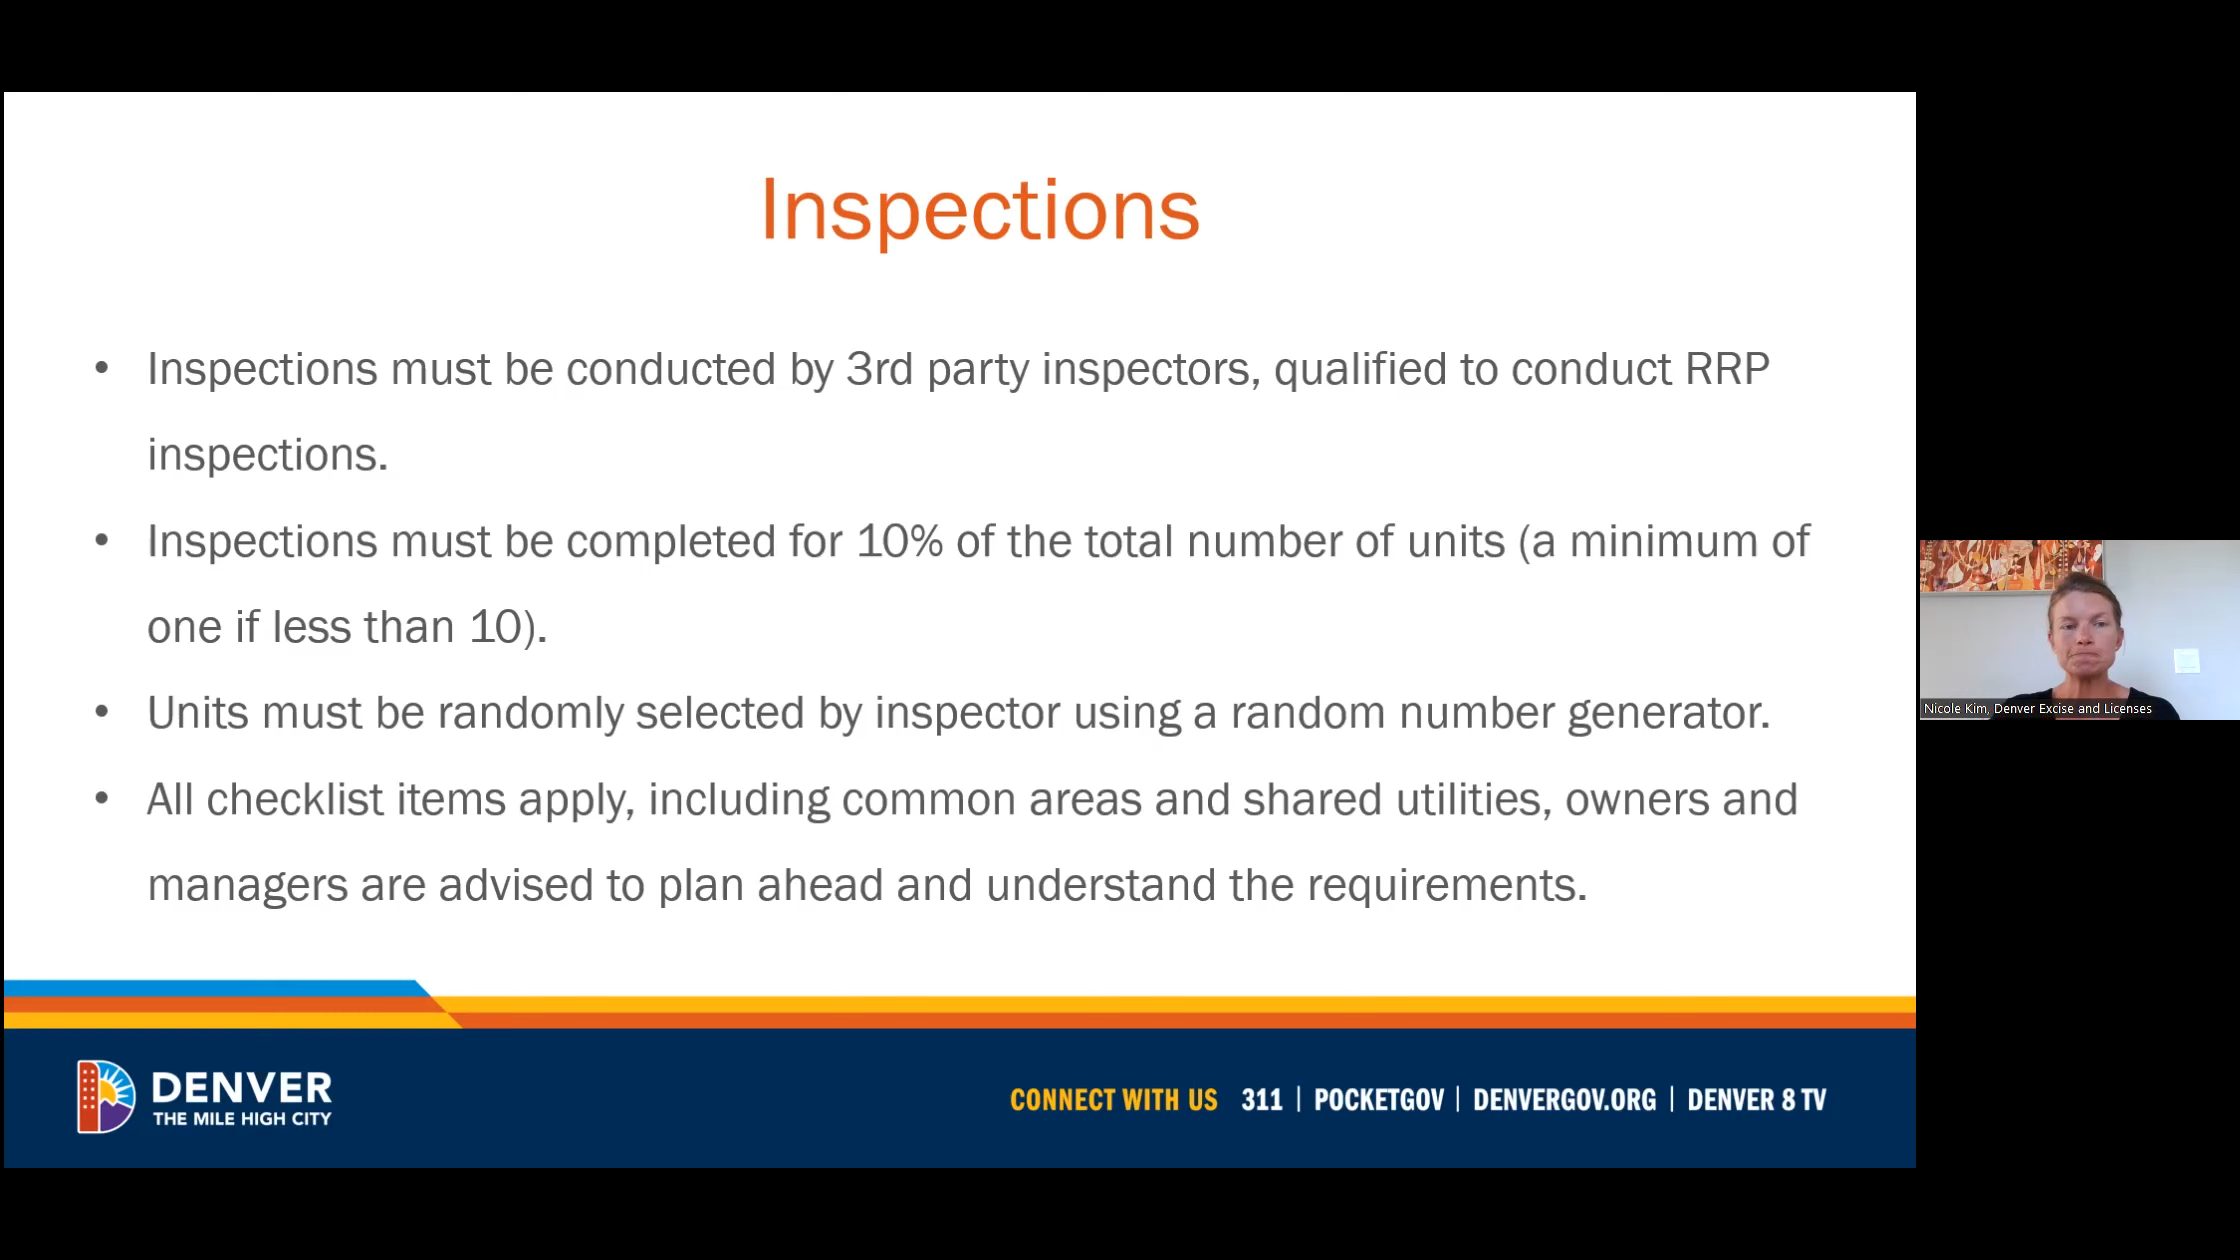 Inspections
• Inspections must be conducted by 3rd party inspectors, qualified to conduct RRP
inspections.
• Inspections must be completed for 10% of the total number of units (a minimum of
one if less than 10).
• Units must be randomly selected by inspector using a random number generator.
• All checklist items apply, including common areas and shared utilities, owners and
managers are advised to plan ahead and understand the requirements.
Nicole Kim, Denver Excise and Licenses
DENVER
THE MILE HIGH CITY
CONNECT WITH US 311 | POCKETGOV | DENVERGOV.ORG | DENVER 8 TV